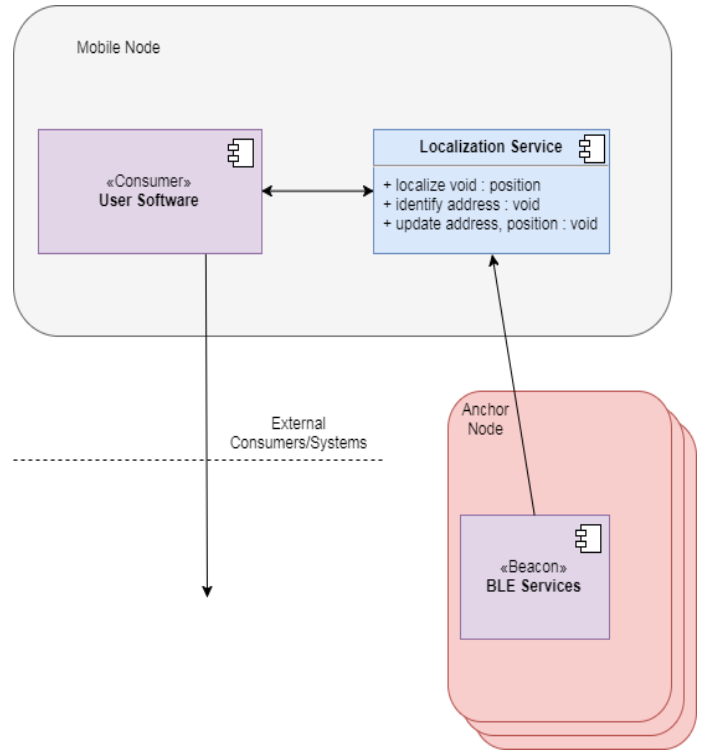 Mobile Node
«Consumer»
User Software
Localization Service
+ localize void : position
+ identify address : void
+ update address, position : void
External
Consumers/Systems
Anchor
Node
«Beacon»
BLE Services